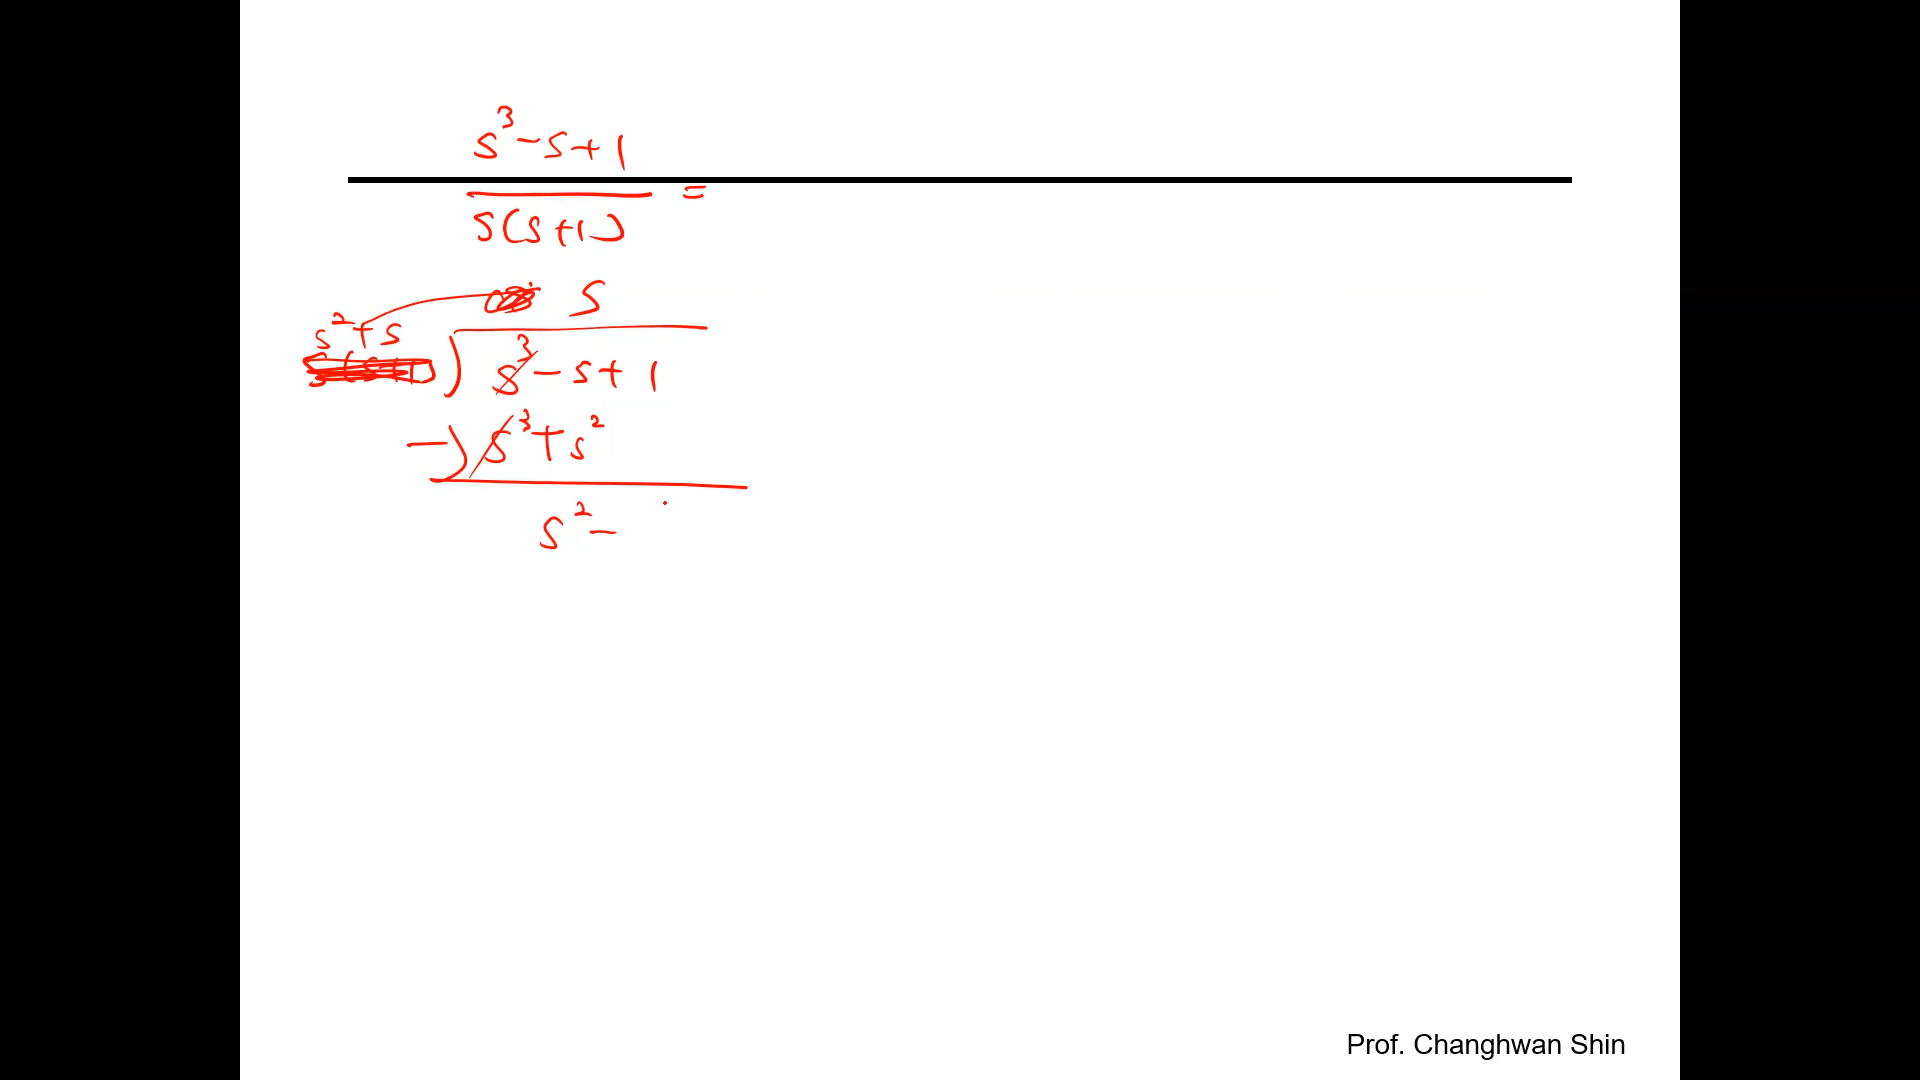 s³-s+1
s(s+1) =
s
s²+s
s³-s+1
-) s³+s²
s²-
Prof. Changhwan Shin